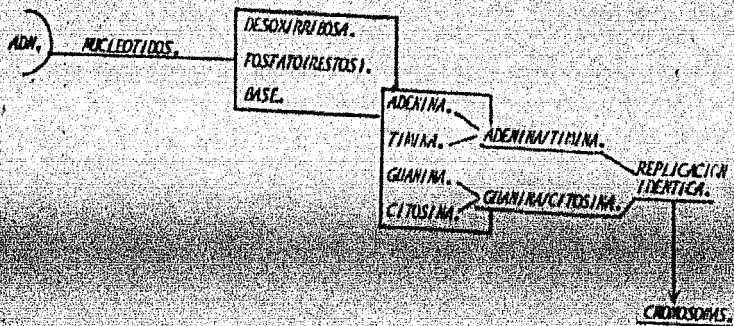 ADN.
NUCLEOTIDOS.
DESOXIRRIBOSA.
FOSFATO(RESTOS).
BASE.
ADENINA.
TIMINA.
GUANINA.
CITOSINA.
ADENINA/TIMINA.
GUANINA/CITOSINA.
REPLICACION
IDENTICA.
CROMOSOMAS.